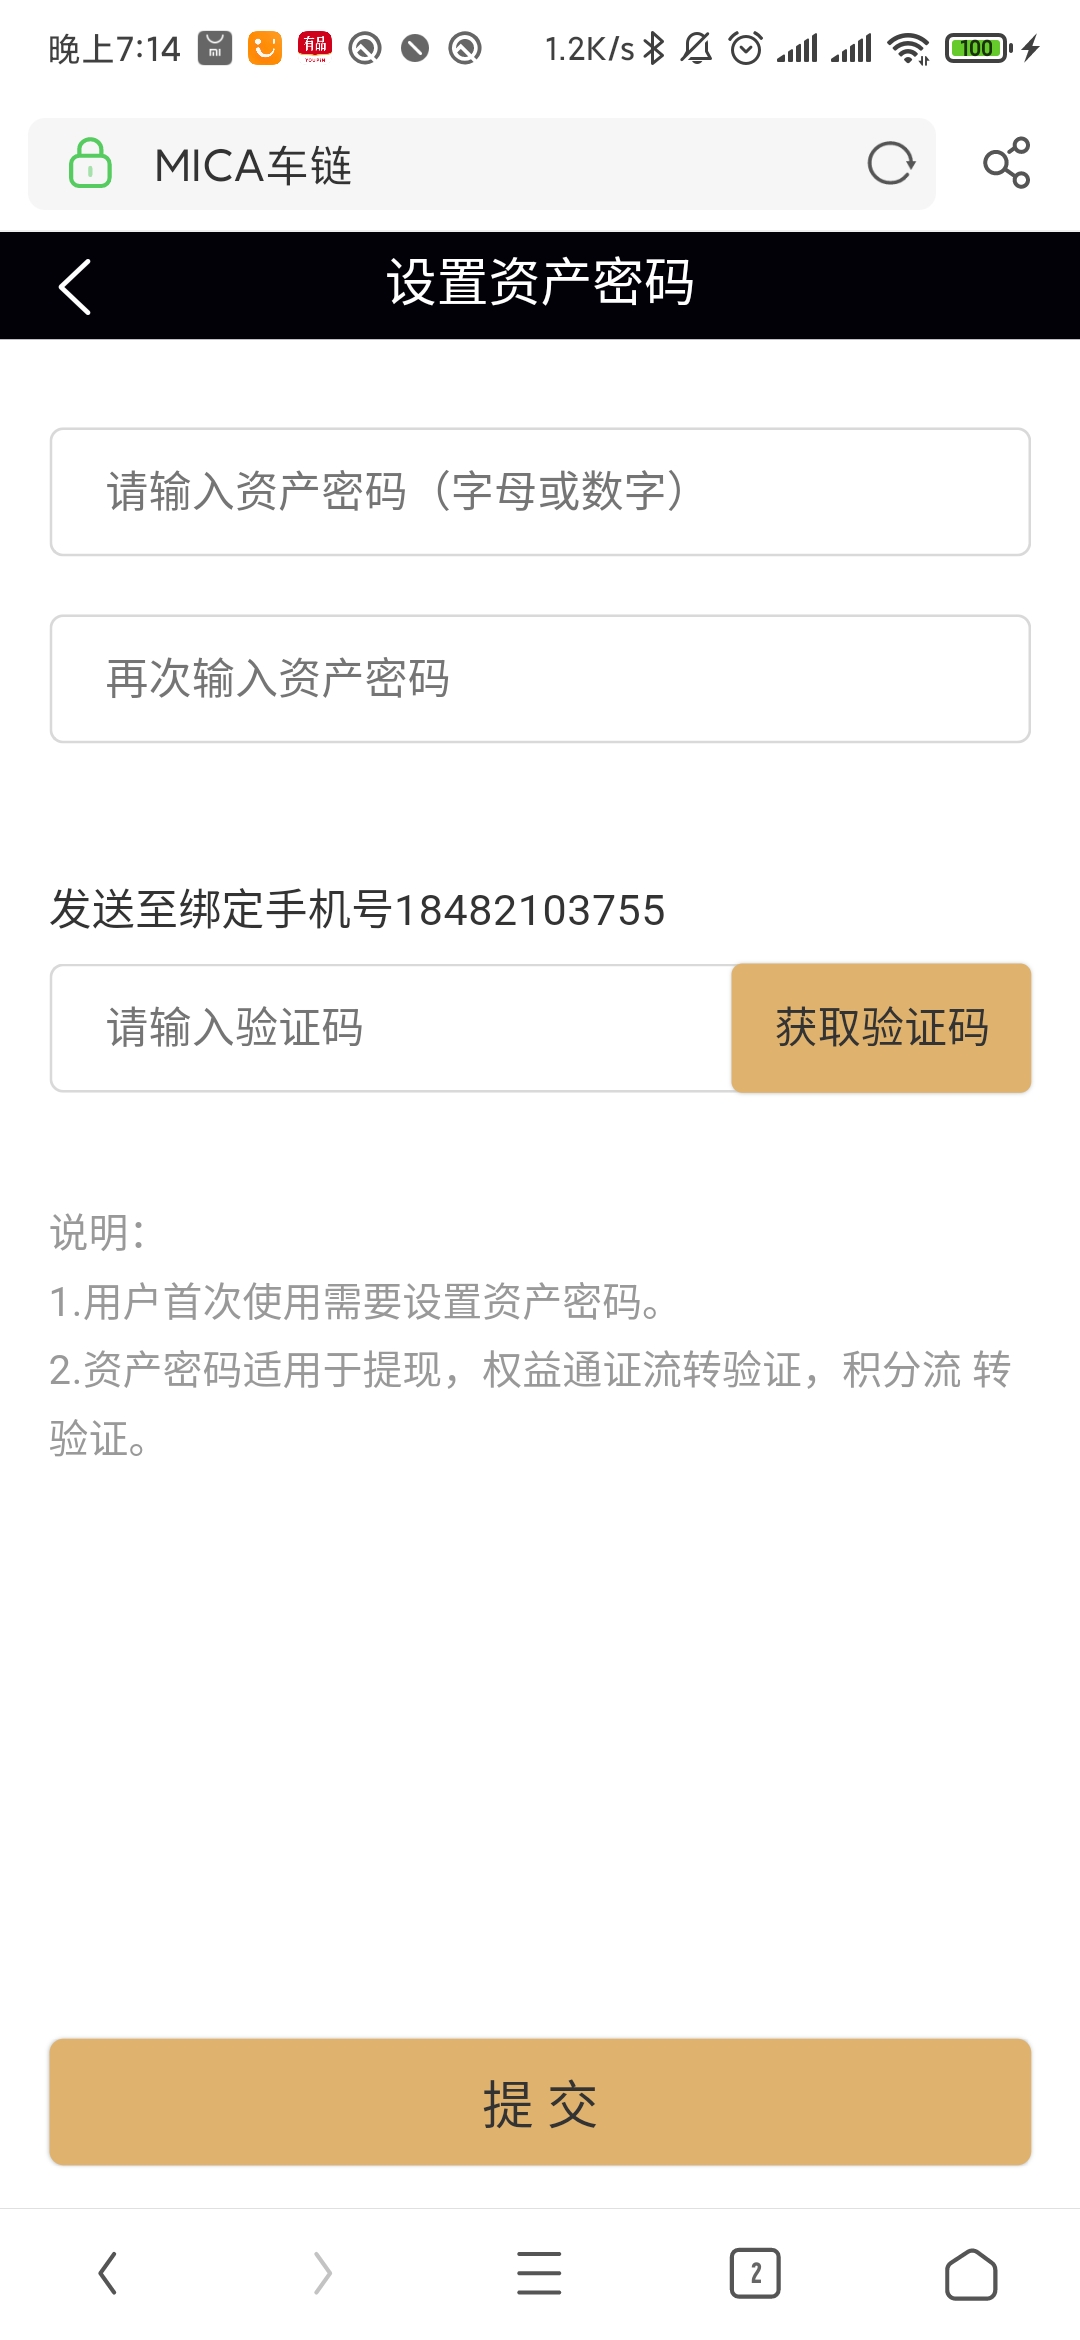 晚上7:14
有品
YOUPIN
1.2K/s
100
MICA车链
设置资产密码
请输入资产密码（字母或数字）
再次输入资产密码
发送至绑定手机号18482103755
请输入验证码
获取验证码
说明：
1.用户首次使用需要设置资产密码。
2.资产密码适用于提现，权益通证流转验证，积分流 转
验证。
提 交
2